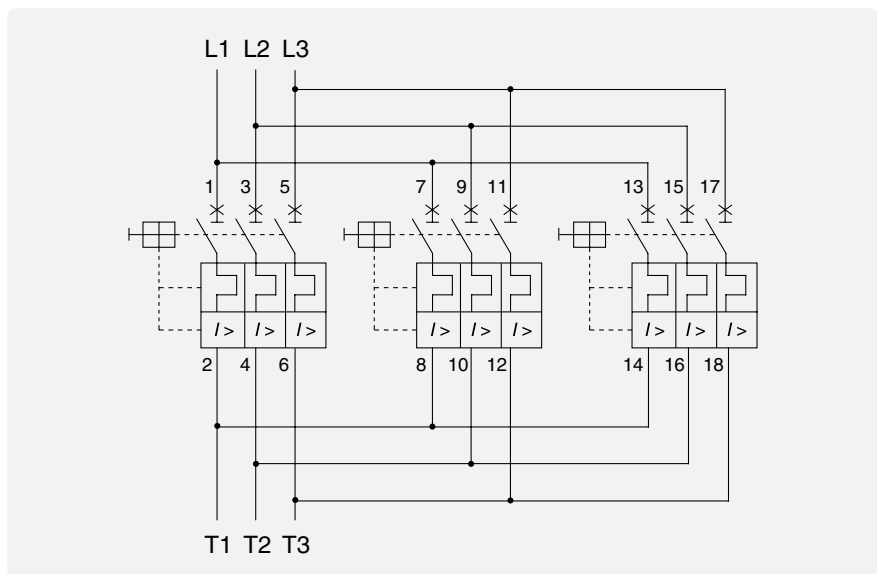 L1 L2 L3
1 3 5 7 9 11 13 15 17
I > I > I > I > I > I > I > I > I >
2 4 6 8 10 12 14 16 18
T1 T2 T3